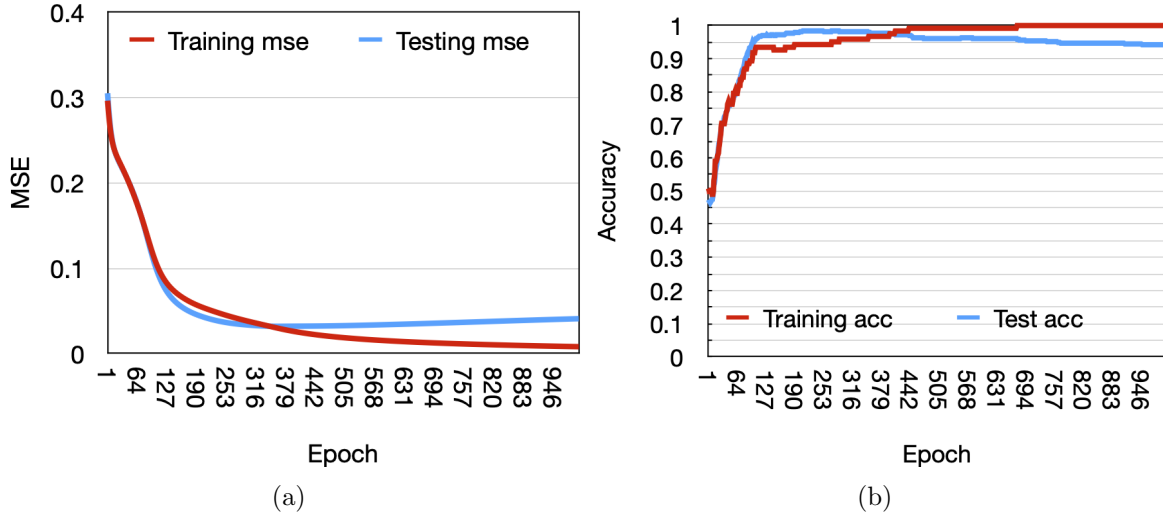 0.4
0.3
0.2
0.1
0
MSE
Training mse
Testing mse
1 64 127 190 253 316 379 442 505 568 631 694 757 820 883 946
Epoch
(a)
1
0.9
0.8
0.7
0.6
0.5
0.4
0.3
0.2
0.1
0
Accuracy
Training acc
Test acc
1 64 127 190 253 316 379 442 505 568 631 694 757 820 883 946
Epoch
(b)